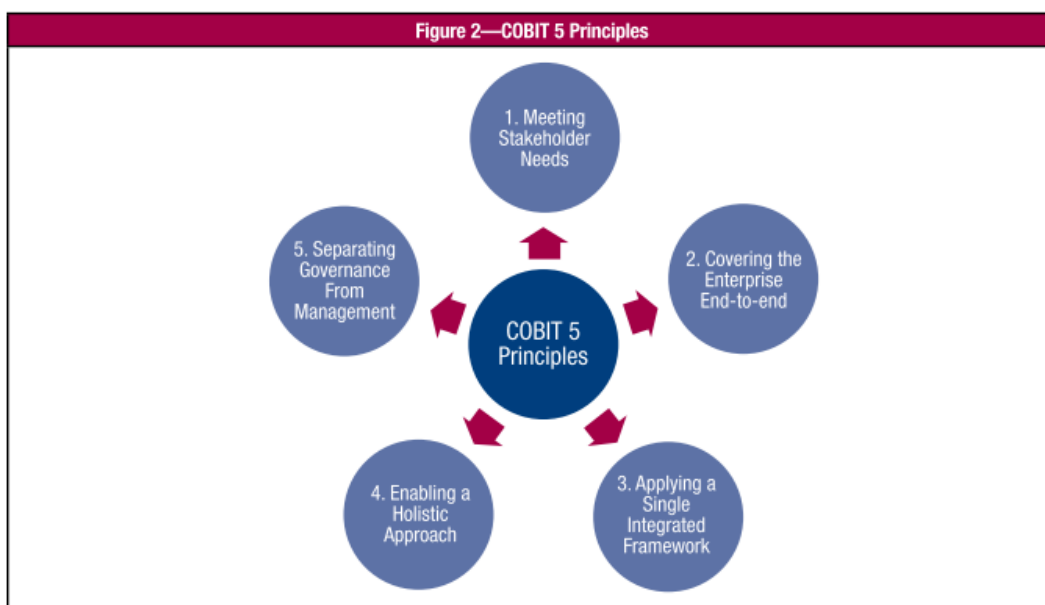 Figure 2—COBIT 5 Principles
1. Meeting
Stakeholder
Needs
5. Separating
Governance
From
Management
2. Covering the
Enterprise
End-to-end
COBIT 5
Principles
4. Enabling a
Holistic
Approach
3. Applying a
Single
Integrated
Framework